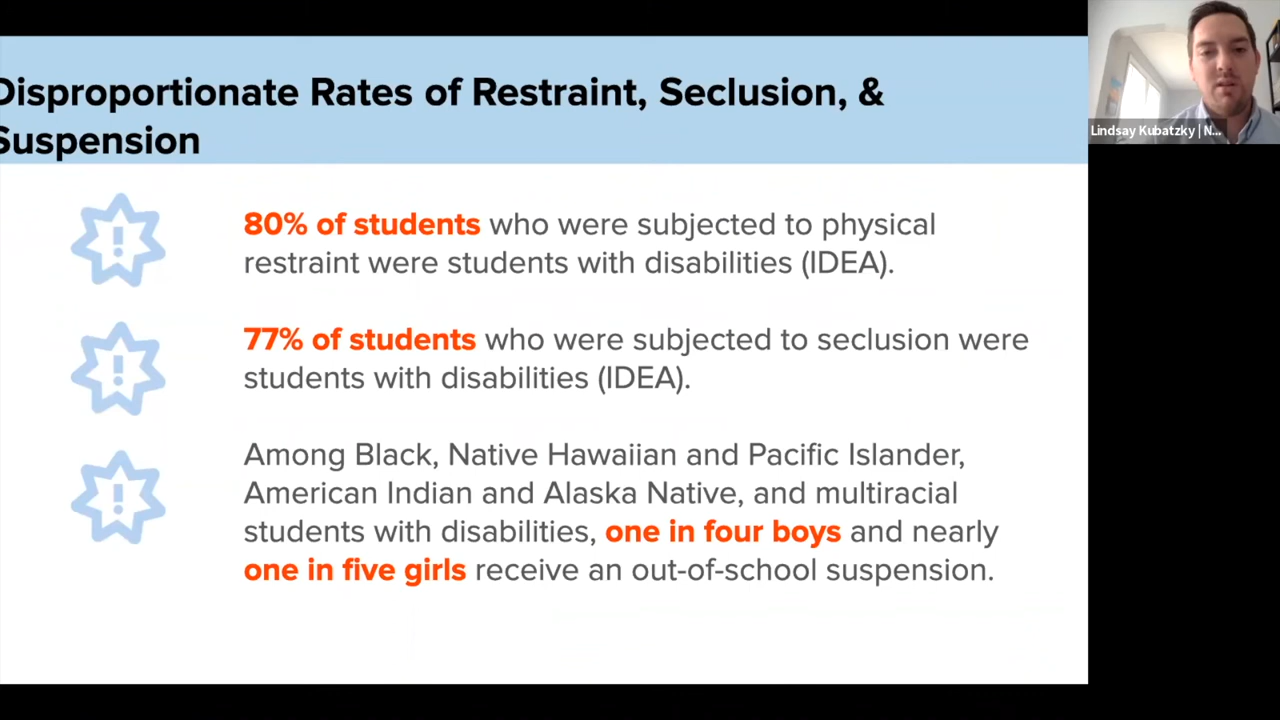 Disproportionate Rates of Restraint, Seclusion, &
Suspension
Lindsay Kubatzky | N...
80% of students who were subjected to physical
restraint were students with disabilities (IDEA).
77% of students who were subjected to seclusion were
students with disabilities (IDEA).
Among Black, Native Hawaiian and Pacific Islander,
American Indian and Alaska Native, and multiracial
students with disabilities, one in four boys and nearly
one in five girls receive an out-of-school suspension.